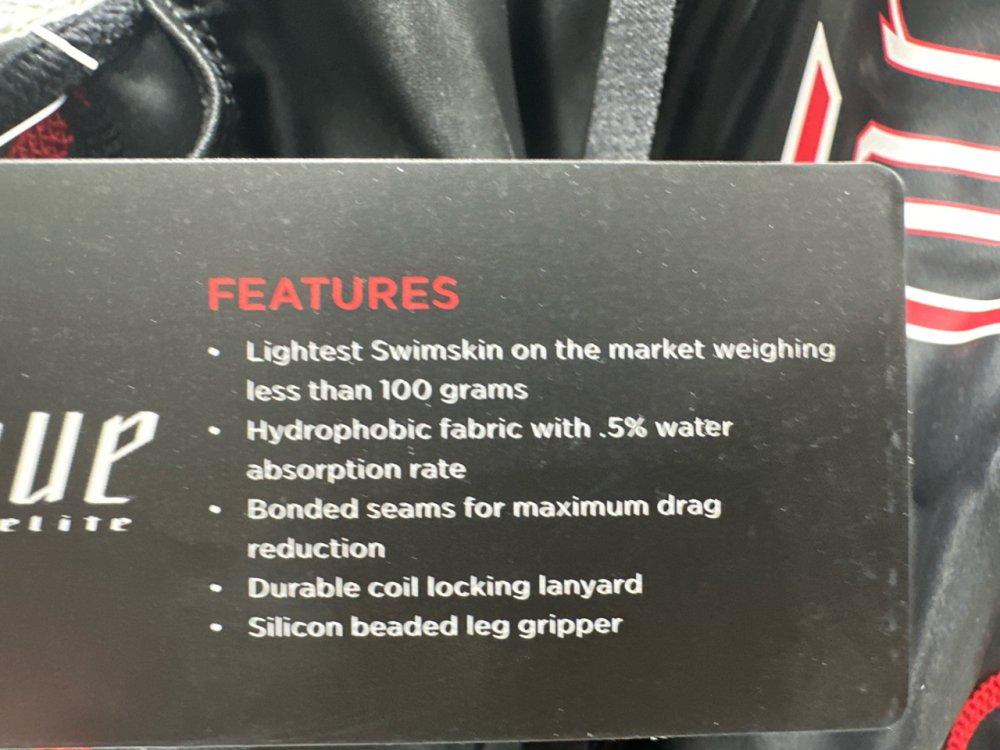 FEATURES
• Lightest Swimskin on the market weighing
less than 100 grams
• Hydrophobic fabric with .5% water
absorption rate
• Bonded seams for maximum drag
reduction
• Durable coil locking lanyard
• Silicon beaded leg gripper
elite